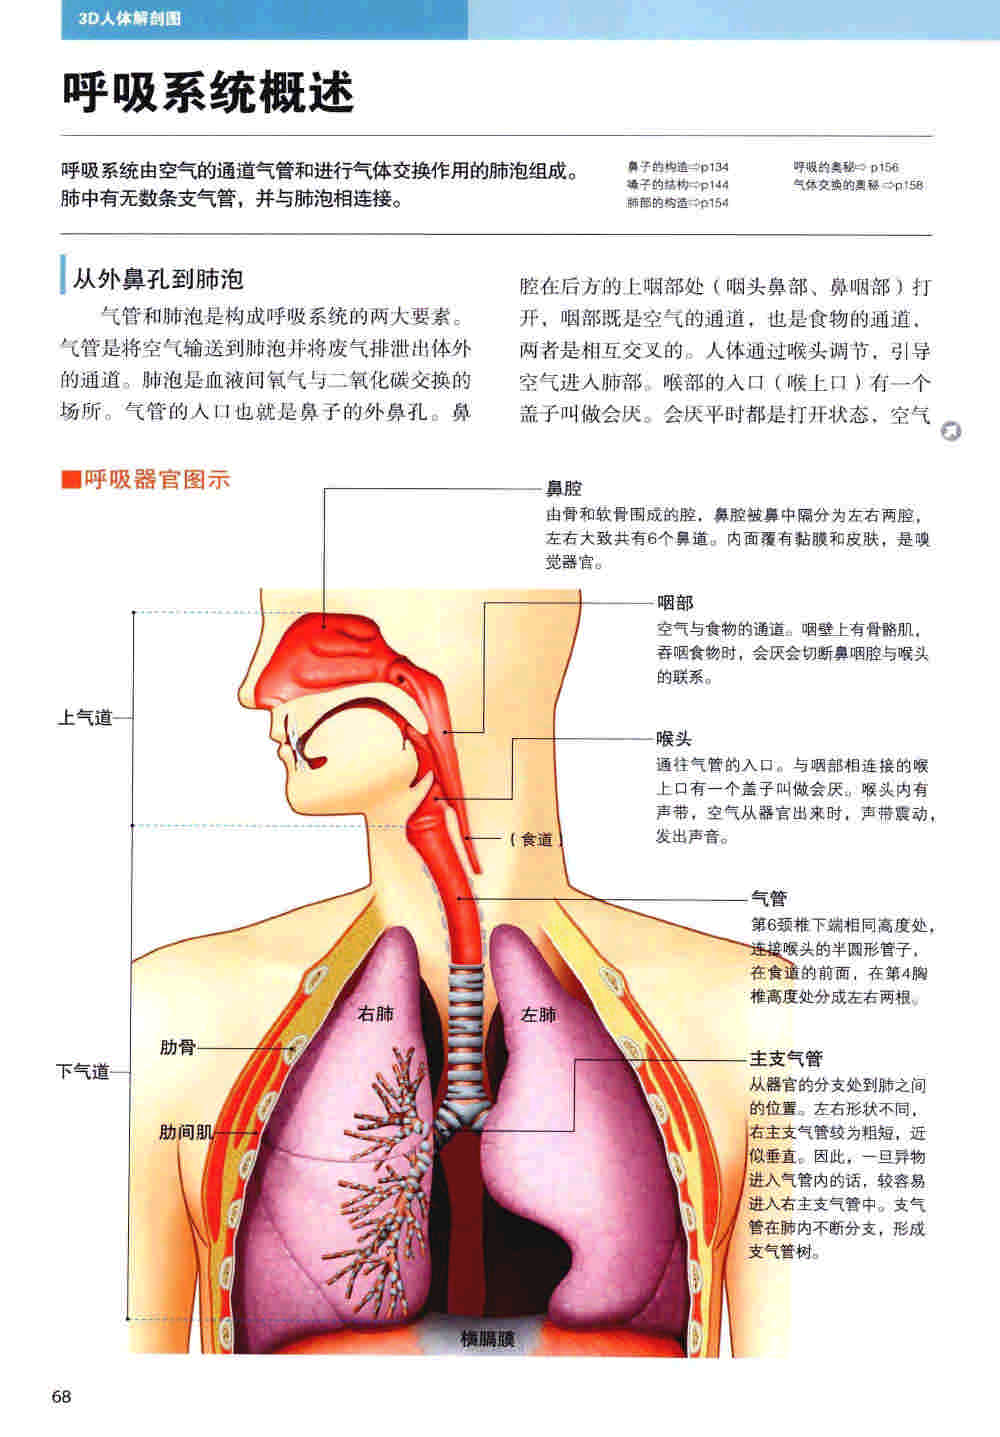 3D人体解剖图
呼吸系统概述
呼吸系统由空气的通道气管和进行气体交换作用的肺泡组成。
肺中有无数条支气管，并与肺泡相连接。
鼻子的构造⇨p134
嗓子的结构⇨p144
肺部的构造⇨p154
呼吸的奥秘⇨p156
气体交换的奥秘⇨p158
从外鼻孔到肺泡
气管和肺泡是构成呼吸系统的两大要素。
气管是将空气输送到肺泡并将废气排泄出体外
的通道。肺泡是血液间氧气与二氧化碳交换的
场所。气管的入口也就是鼻子的外鼻孔。鼻
腔在后方的上咽部处（咽头鼻部、鼻咽部）打
开，咽部既是空气的通道，也是食物的通道，
两者是相互交叉的。人体通过喉头调节，引导
空气进入肺部。喉部的入口（喉上口）有一个
盖子叫做会厌。会厌平时都是打开状态，空气
■呼吸器官图示
鼻腔
由骨和软骨围成的腔，鼻腔被鼻中隔分为左右两腔，
左右大致共有6个鼻道。内面覆有黏膜和皮肤，是嗅
觉器官。
咽部
空气与食物的通道。咽壁上有骨骼肌，
吞咽食物时，会厌会切断鼻咽腔与喉头
的联系。
上气道
喉头
通往气管的入口。与咽部相连接的喉
上口有一个盖子叫做会厌。喉头内有
声带，空气从器官出来时，声带震动，
发出声音。
（食道）
气管
第6颈椎下端相同高度处，
连接喉头的半圆形管子，
在食道的前面，在第4胸
椎高度处分成左右两根。
右肺
左肺
肋骨
下气道
肋间肌
主支气管
从器官的分支处到肺之间
的位置。左右形状不同，
右主支气管较为粗短，近
似垂直。因此，一旦异物
进入气管内的话，较容易
进入右主支气管中。支气
管在肺内不断分支，形成
支气管树。
横膈膜
68